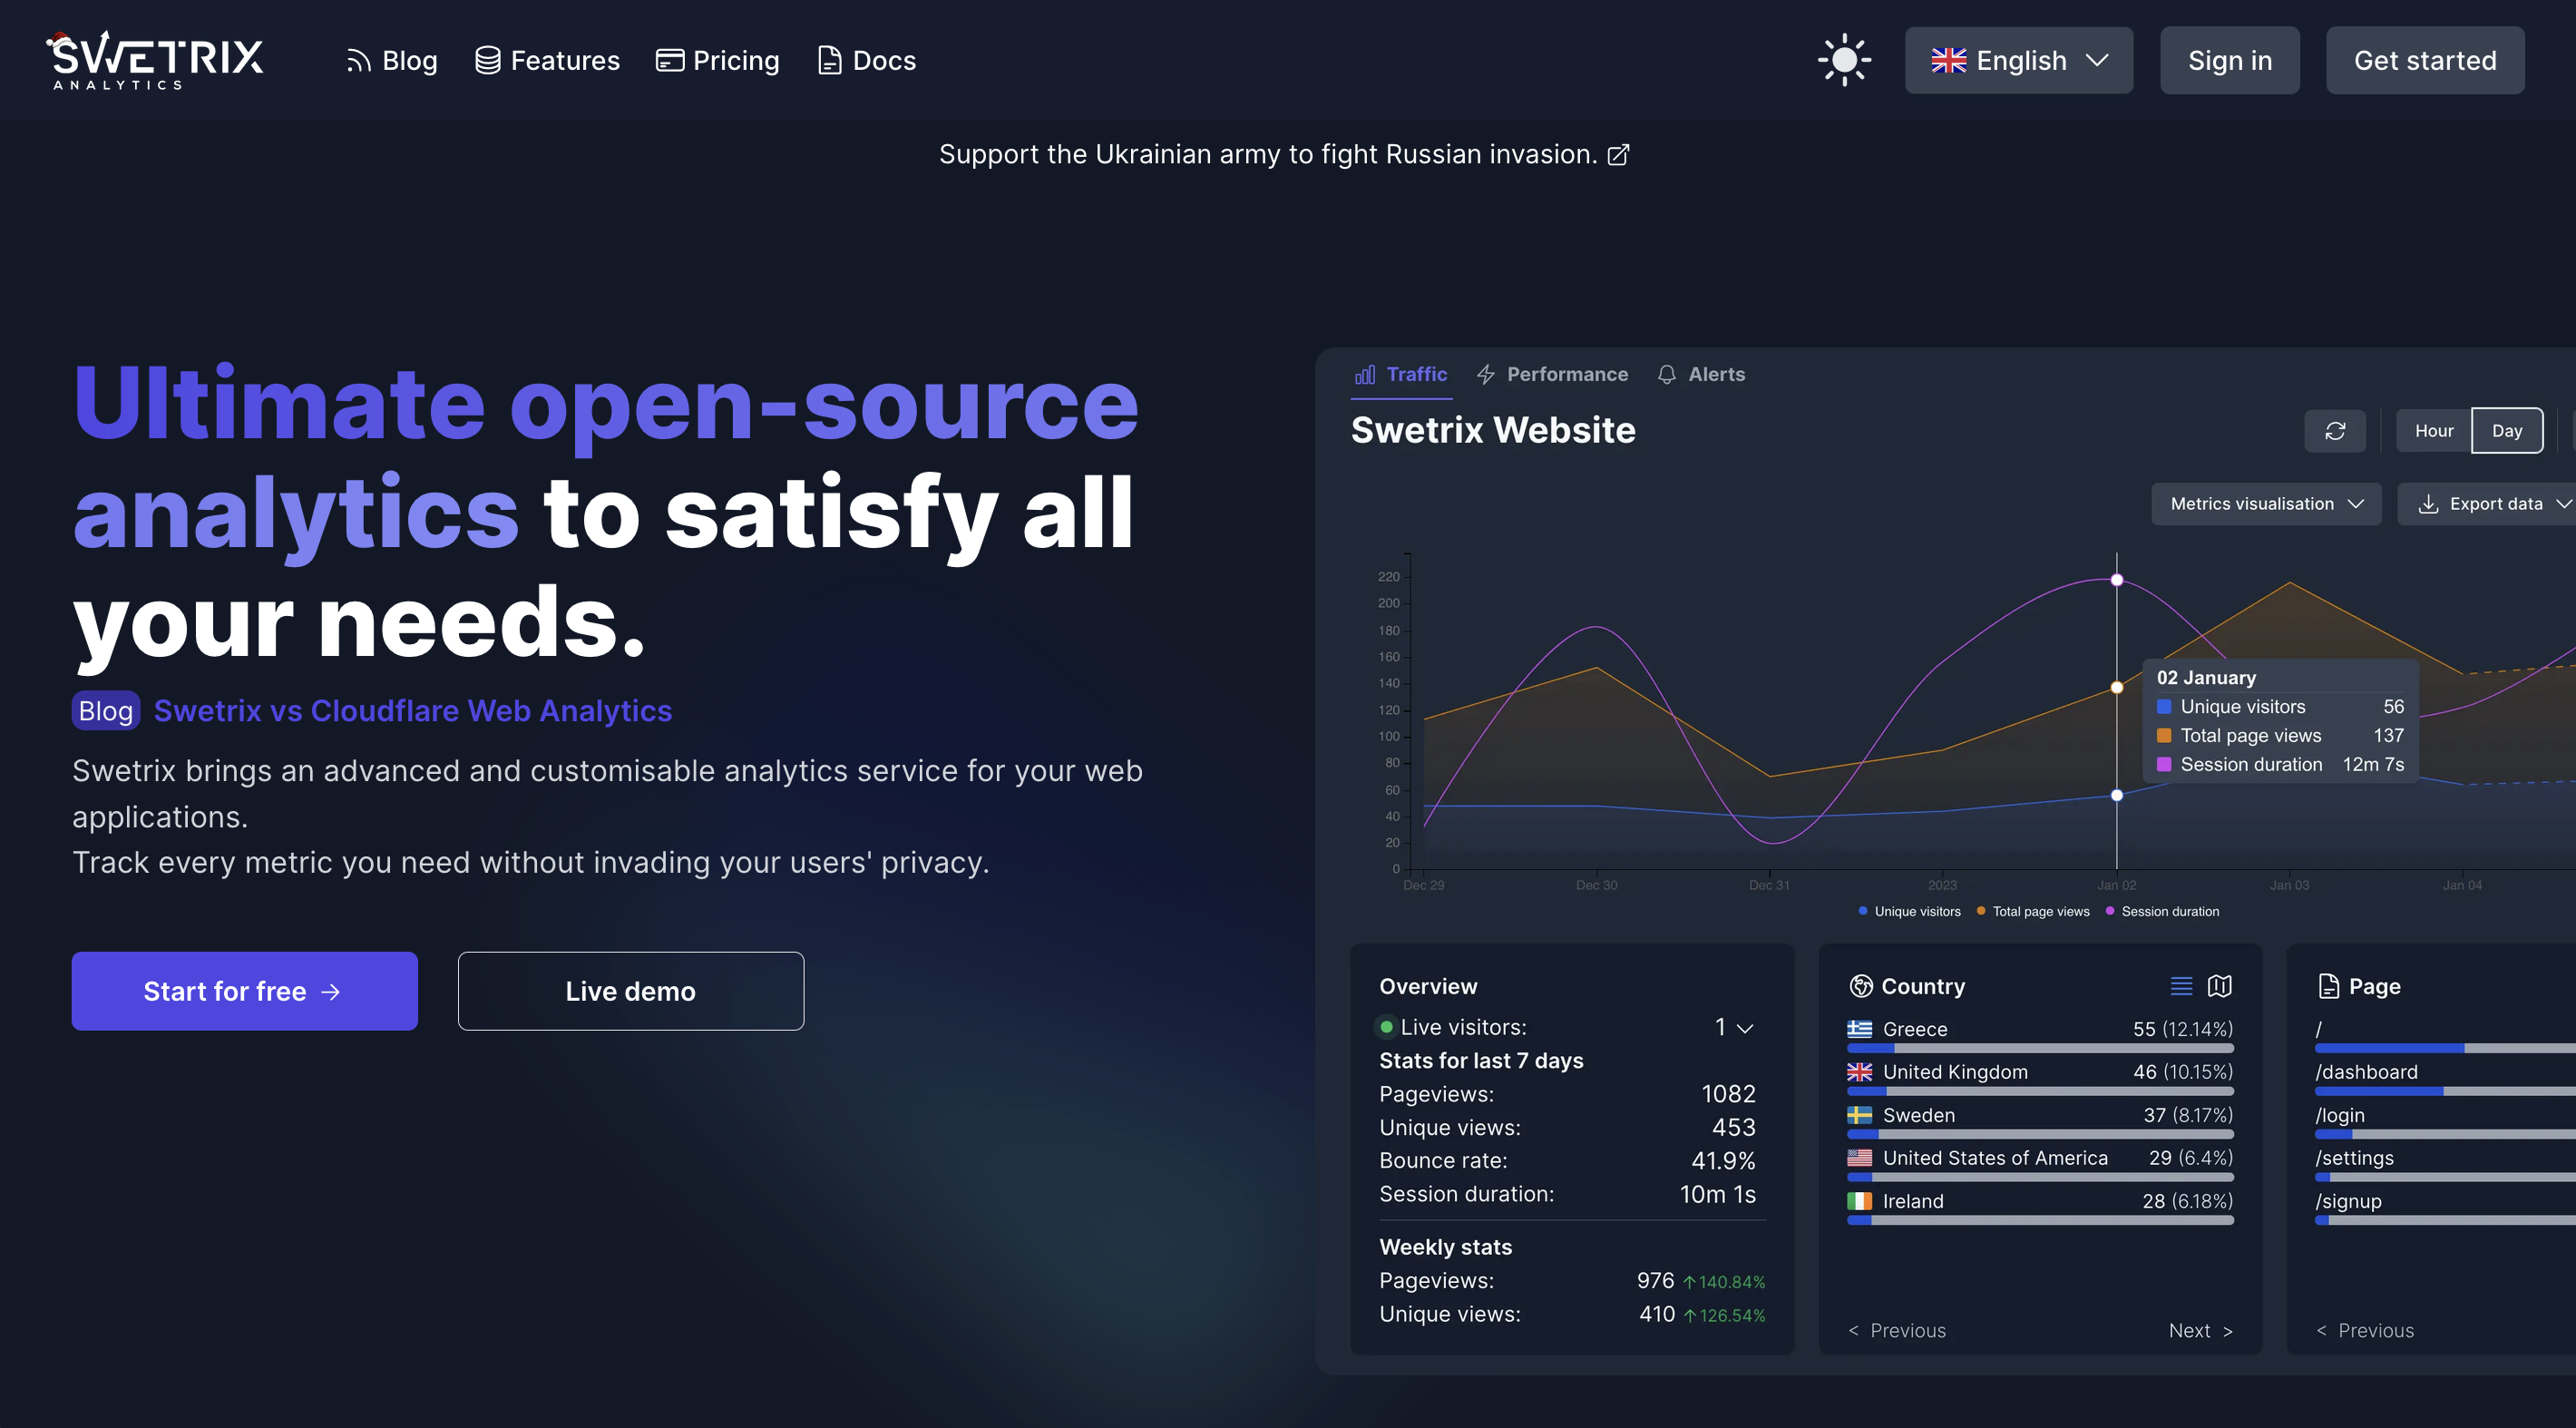 SWETRIX
ANALYTICS
Blog
Features
Pricing
Docs
English
Sign in
Get started
Support the Ukrainian army to fight Russian invasion.
Ultimate open-source
analytics to satisfy all
your needs.
Blog Swetrix vs Cloudflare Web Analytics
Swetrix brings an advanced and customisable analytics service for your web
applications.
Track every metric you need without invading your users' privacy.
Start for free →
Live demo
Traffic
Performance
Alerts
Swetrix Website
Hour
Day
Metrics visualisation
Export data
220
200
180
160
140
120
100
80
60
40
20
0
Dec 29
Dec 30
Dec 31
2023
Jan 02
Jan 03
Jan 04
02 January
Unique visitors 56
Total page views 137
Session duration 12m 7s
Unique visitors
Total page views
Session duration
Overview
Live visitors: 1
Stats for last 7 days
Pageviews: 1082
Unique views: 453
Bounce rate: 41.9%
Session duration: 10m 1s
Weekly stats
Pageviews: 976 ↑140.84%
Unique views: 410 ↑126.54%
Country
Greece 55 (12.14%)
United Kingdom 46 (10.15%)
Sweden 37 (8.17%)
United States of America 29 (6.4%)
Ireland 28 (6.18%)
< Previous
Next >
Page
/
/dashboard
/login
/settings
/signup
< Previous